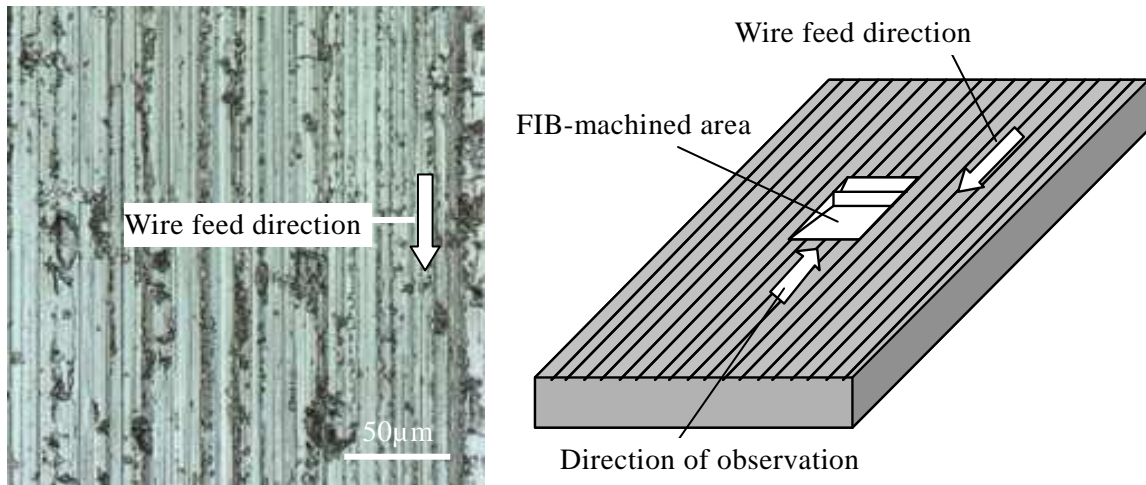 Wire feed direction
50µm
Wire feed direction
FIB-machined area
Direction of observation